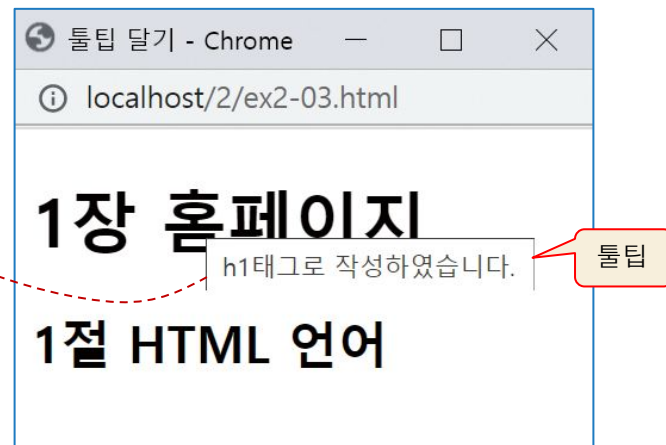 툴팁 달기 - Chrome
localhost/2/ex2-03.html
1장 홈페이지
h1태그로 작성하였습니다.
툴팁
1절 HTML 언어